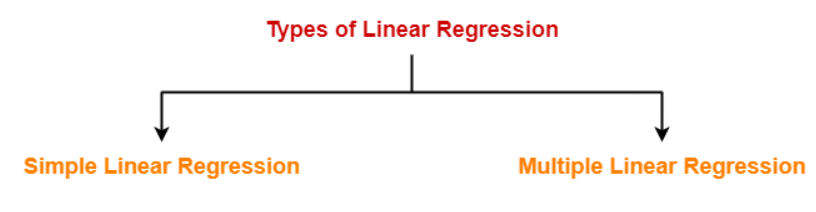 Types of Linear Regression
Simple Linear Regression
Multiple Linear Regression